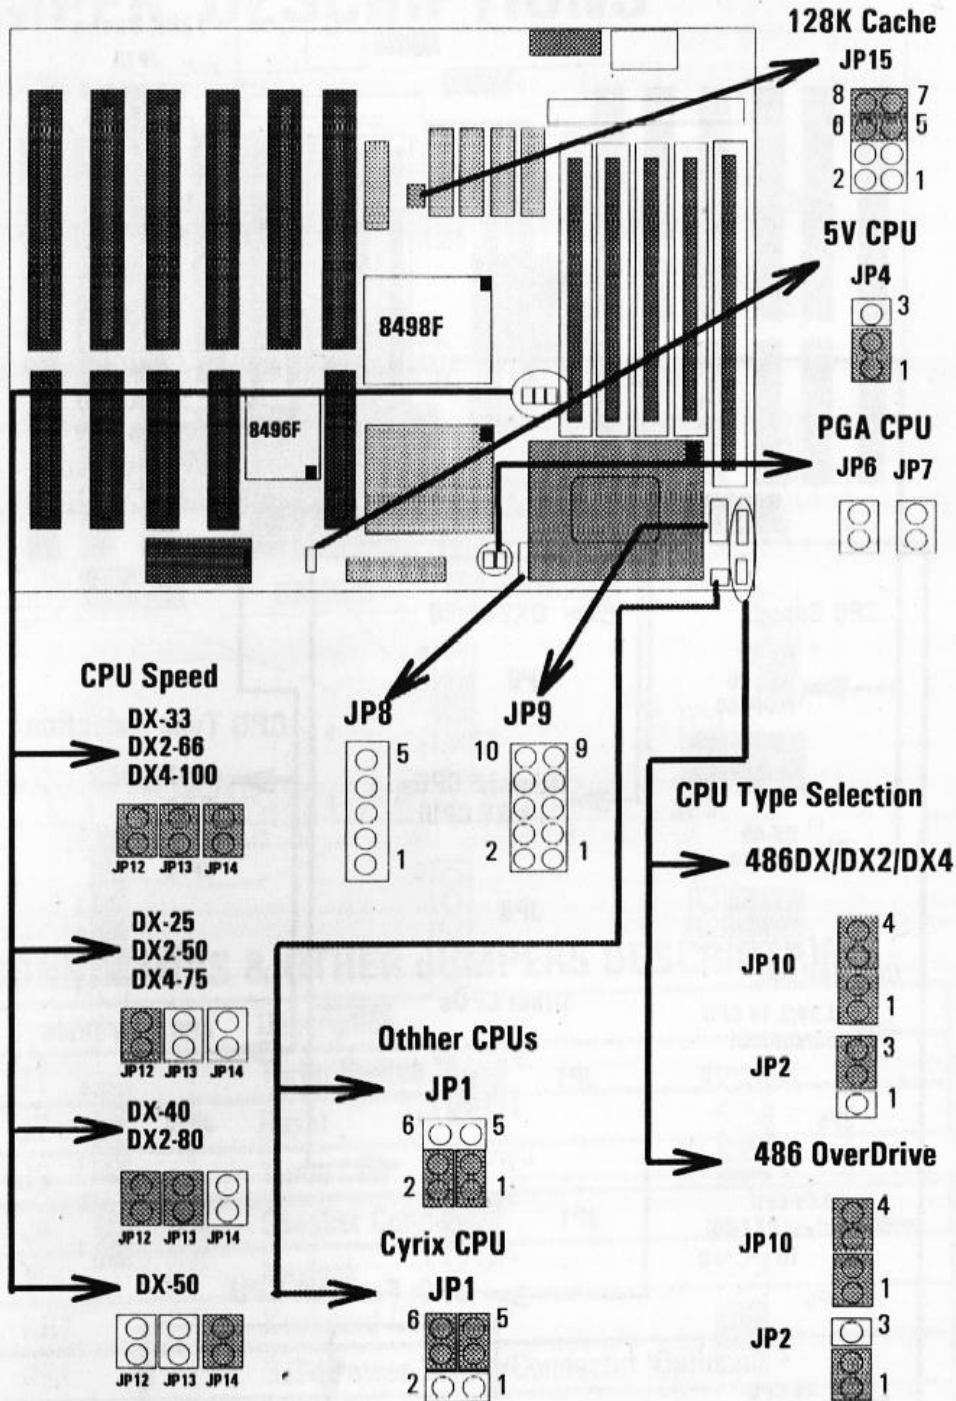 128K Cache
JP15
8 7
6 5
2 1
5V CPU
JP4
3
1
8498F
8496F
PGA CPU
JP6 JP7
CPU Speed
DX-33
DX2-66
DX4-100
JP12 JP13 JP14
DX-25
DX2-50
DX4-75
JP12 JP13 JP14
DX-40
DX2-80
JP12 JP13 JP14
DX-50
JP12 JP13 JP14
JP8
5
1
JP9
10 9
2 1
Othher CPUs
JP1
6 5
2 1
Cyrix CPU
JP1
6 5
2 1
CPU Type Selection
486DX/DX2/DX4
JP10
4
1
JP2
3
1
486 OverDrive
JP10
4
1
JP2
3
1